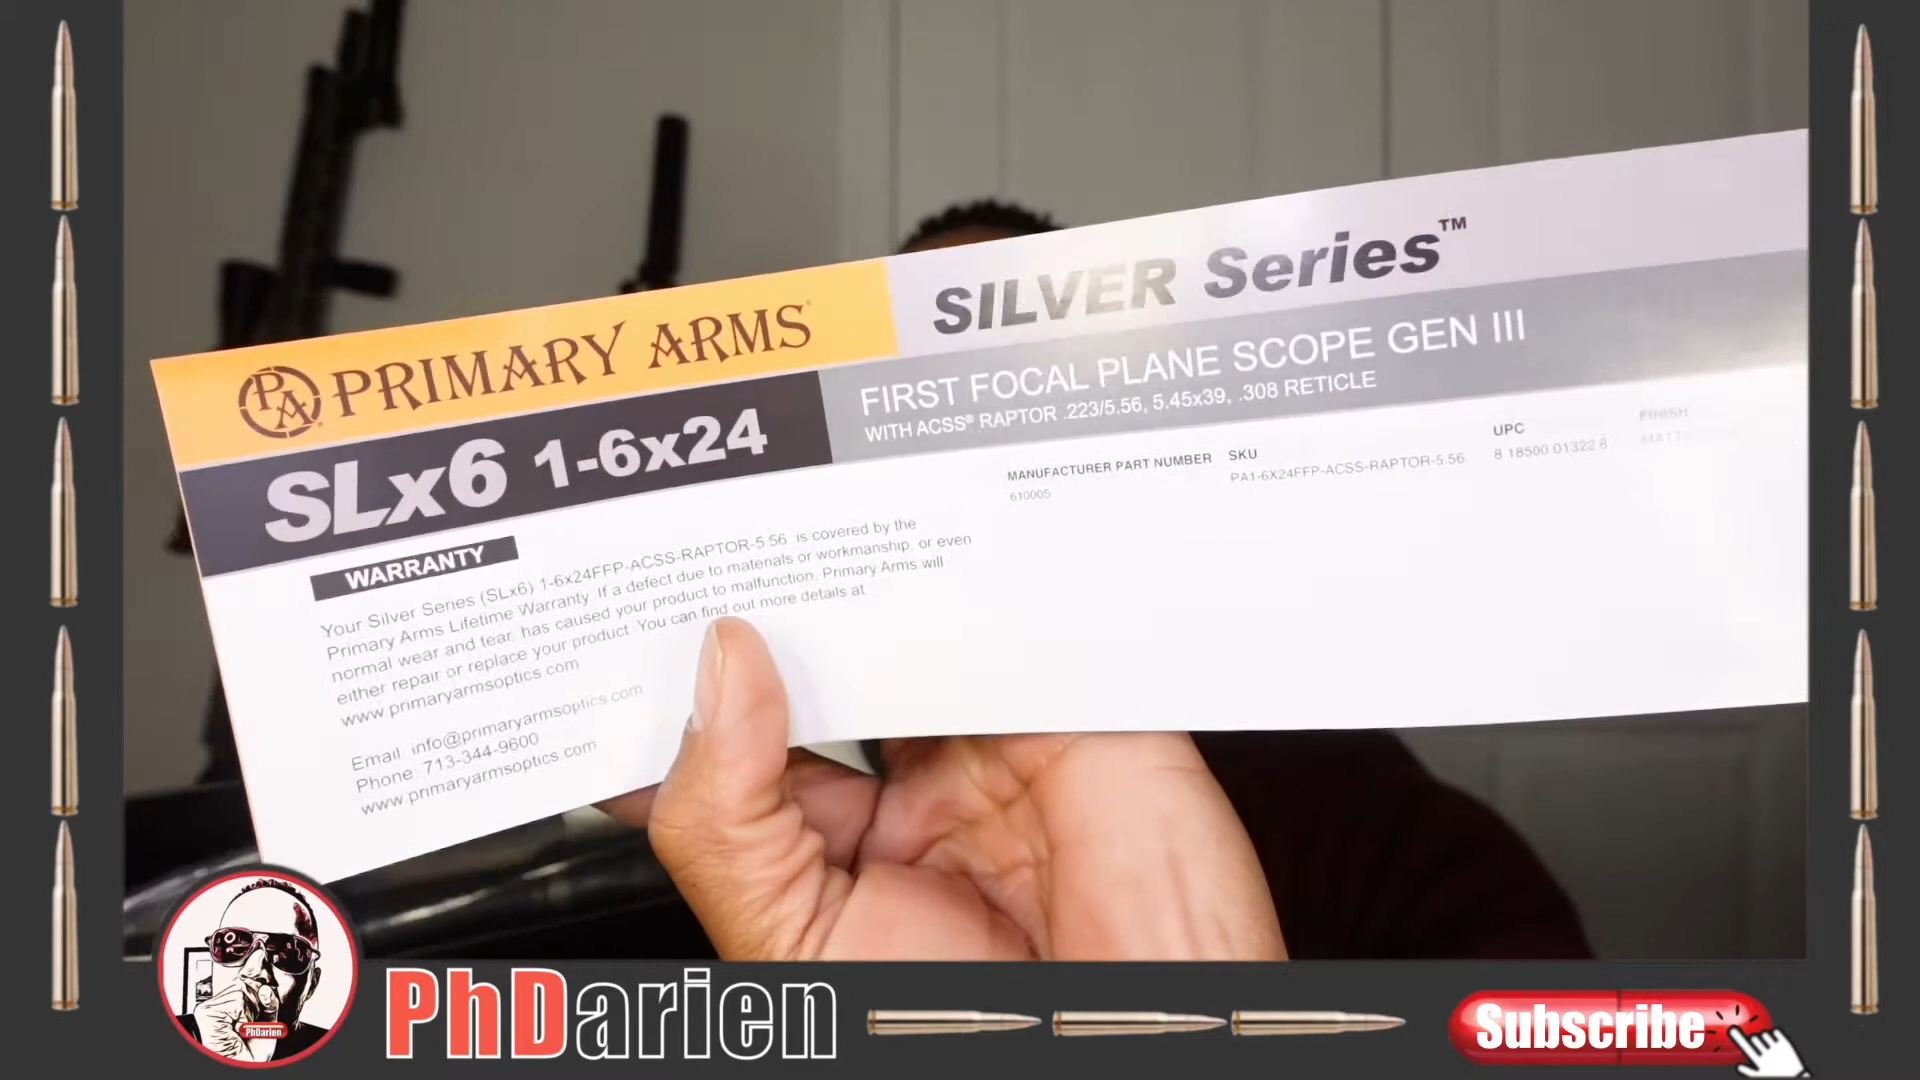 PA PRIMARY ARMS
SILVER Series™
SLx6 1-6x24
FIRST FOCAL PLANE SCOPE GEN III
WITH ACSS® RAPTOR .223/5.56, 5.45x39, .308 RETICLE
MANUFACTURER PART NUMBER
610005
SKU
PA1-6X24FFP-ACSS-RAPTOR-5.56
UPC
8 18500 01322 8
FINISH
WARRANTY
Your Silver Series (SLx6) 1-6x24FFP-ACSS-RAPTOR-5.56 is covered by the
Primary Arms Lifetime Warranty. If a defect due to materials or workmanship, or even
normal wear and tear, has caused your product to malfunction, Primary Arms will
either repair or replace your product. You can find out more details at
www.primaryarmsoptics.com
Email: info@primaryarmsoptics.com
Phone: 713-344-9600
www.primaryarmsoptics.com
PhDarien
PhDarien
Subscribe